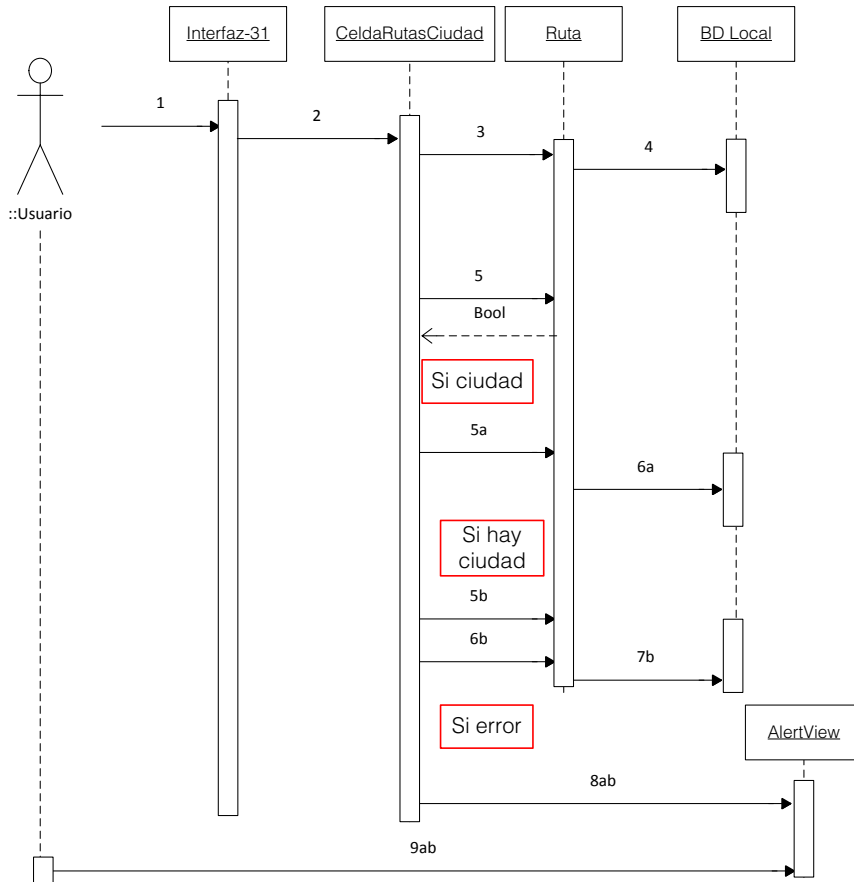 Interfaz-31
CeldaRutasCiudad
Ruta
BD Local
1
2
3
4
::Usuario
5
Bool
Si ciudad
5a
6a
Si hay
ciudad
5b
6b
7b
Si error
AlertView
8ab
9ab